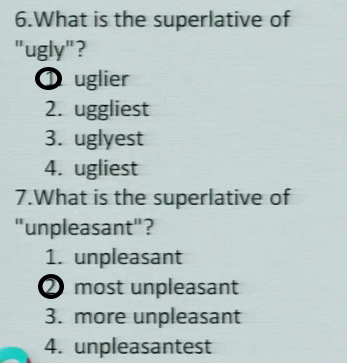 6.What is the superlative of
"ugly"?
1. uglier
2. uggliest
3. uglyest
4. ugliest
7.What is the superlative of
"unpleasant"?
1. unpleasant
2. most unpleasant
3. more unpleasant
4. unpleasantest